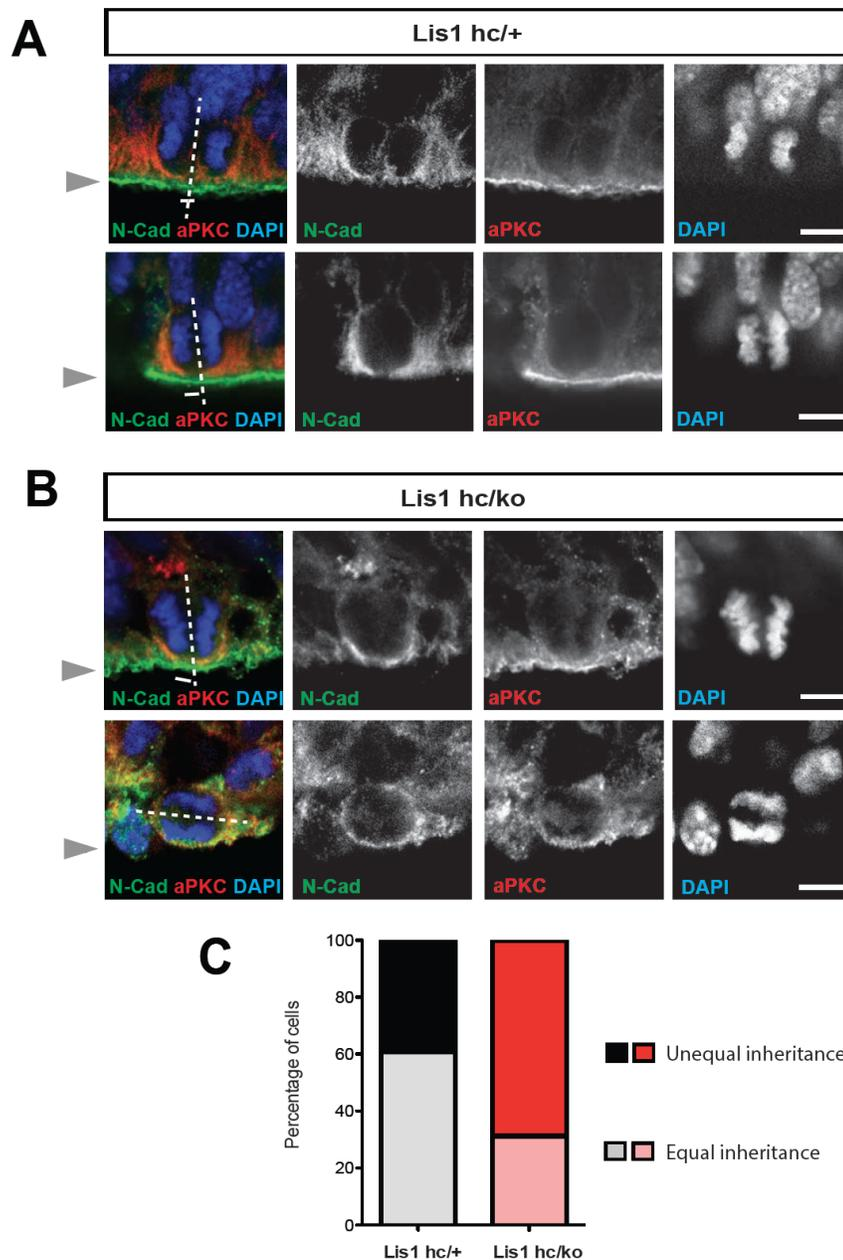 A
Lis1 hc/+
N-Cad aPKC DAPI N-Cad aPKC DAPI
N-Cad aPKC DAPI N-Cad aPKC DAPI
B
Lis1 hc/ko
N-Cad aPKC DAPI N-Cad aPKC DAPI
N-Cad aPKC DAPI N-Cad aPKC DAPI
C
Percentage of cells
100
80
60
40
20
0
Lis1 hc/+ Lis1 hc/ko
Unequal inheritance
Equal inheritance